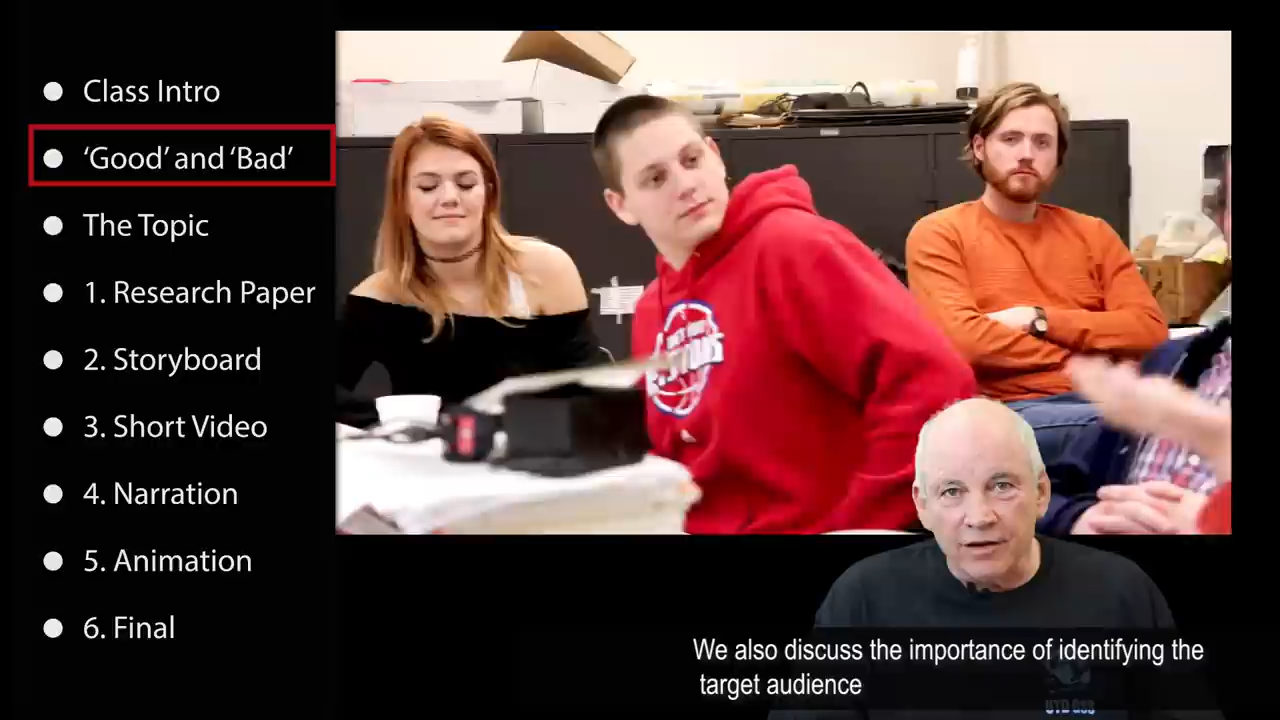 Class Intro
‘Good’ and ‘Bad’
The Topic
1. Research Paper
2. Storyboard
3. Short Video
4. Narration
5. Animation
6. Final
We also discuss the importance of identifying the
target audience